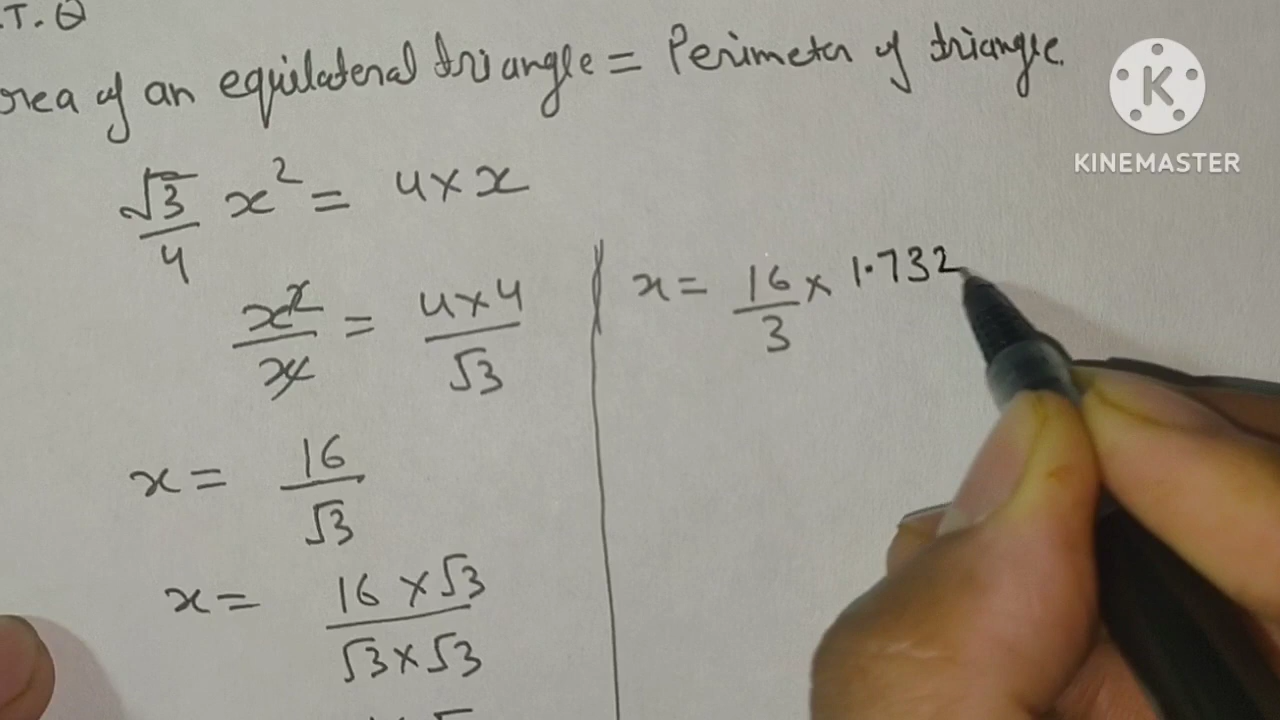 .T. Q
rea of an equilateral triangle = Perimeter of triangle.
√3/4 x² = 4 × x
x²/x = 4 × 4/√3
x = 16/√3
x = 16 × √3/√3 × √3
x = 16/3 × 1.732
K
KINEMASTER